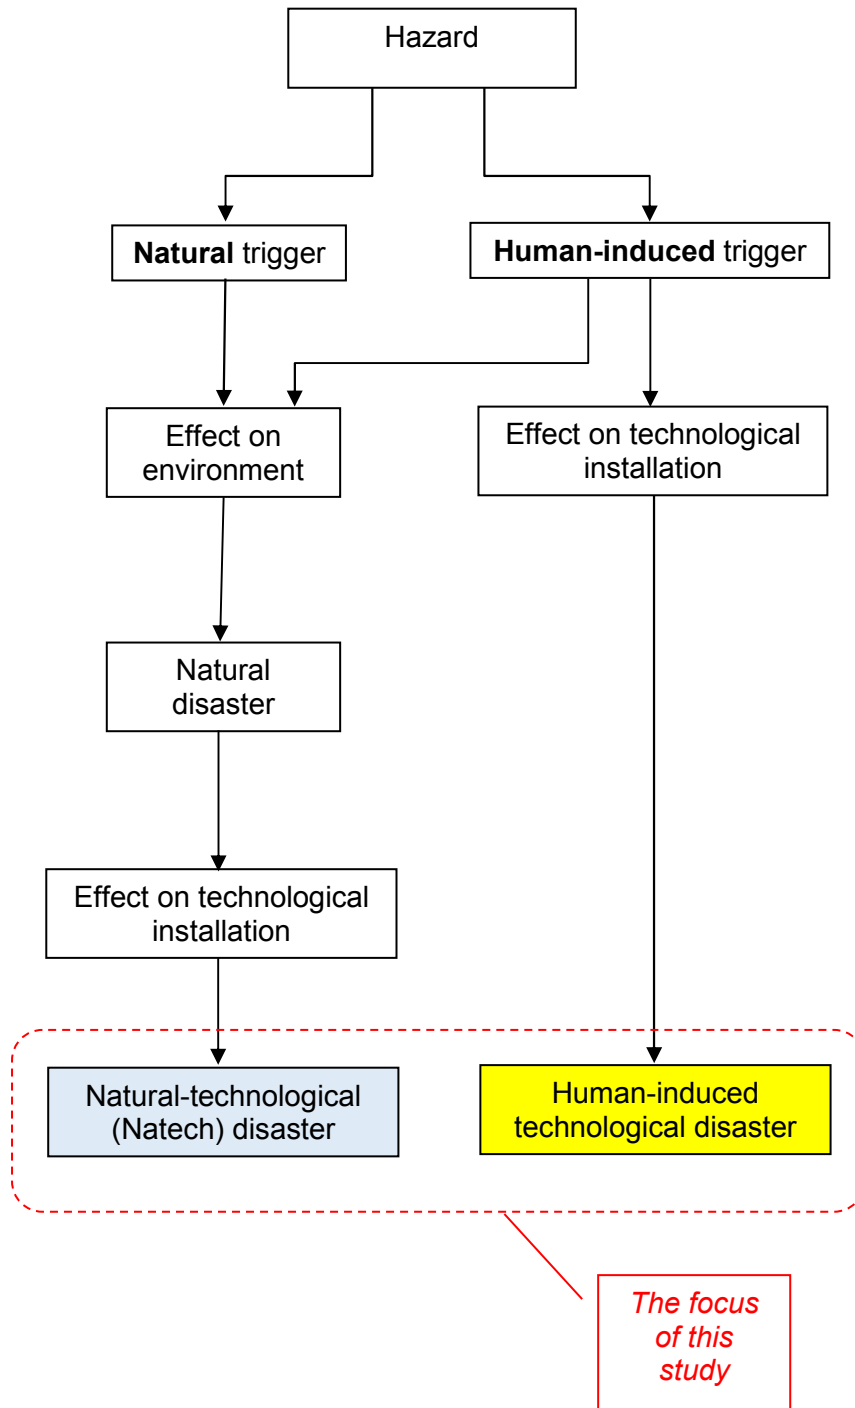 Hazard
Natural trigger
Human-induced trigger
Effect on
environment
Effect on technological
installation
Natural
disaster
Effect on technological
installation
Natural-technological
(Natech) disaster
Human-induced
technological disaster
The focus
of this
study